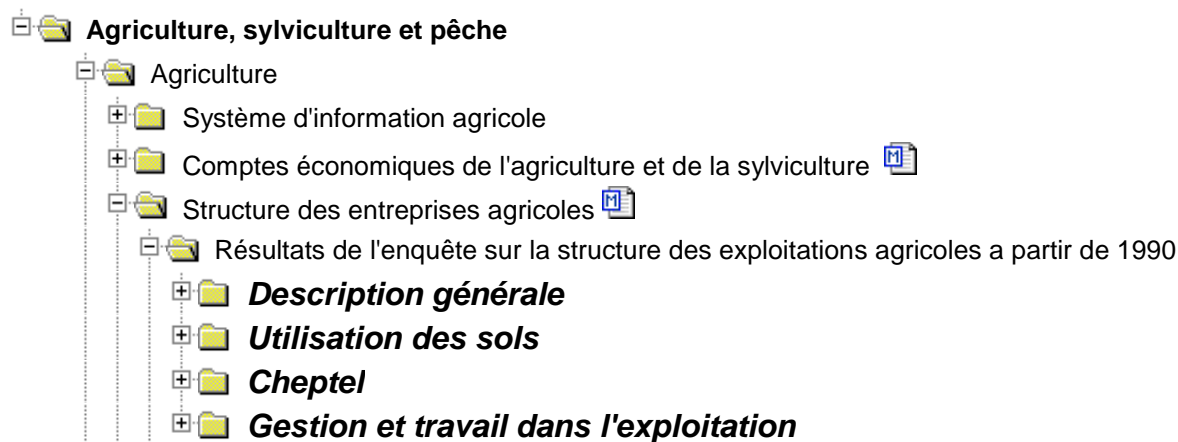 Agriculture, sylviculture et pêche
Agriculture
Système d'information agricole
Comptes économiques de l'agriculture et de la sylviculture M
Structure des entreprises agricoles M
Résultats de l'enquête sur la structure des exploitations agricoles a partir de 1990
Description générale
Utilisation des sols
Cheptel
Gestion et travail dans l'exploitation